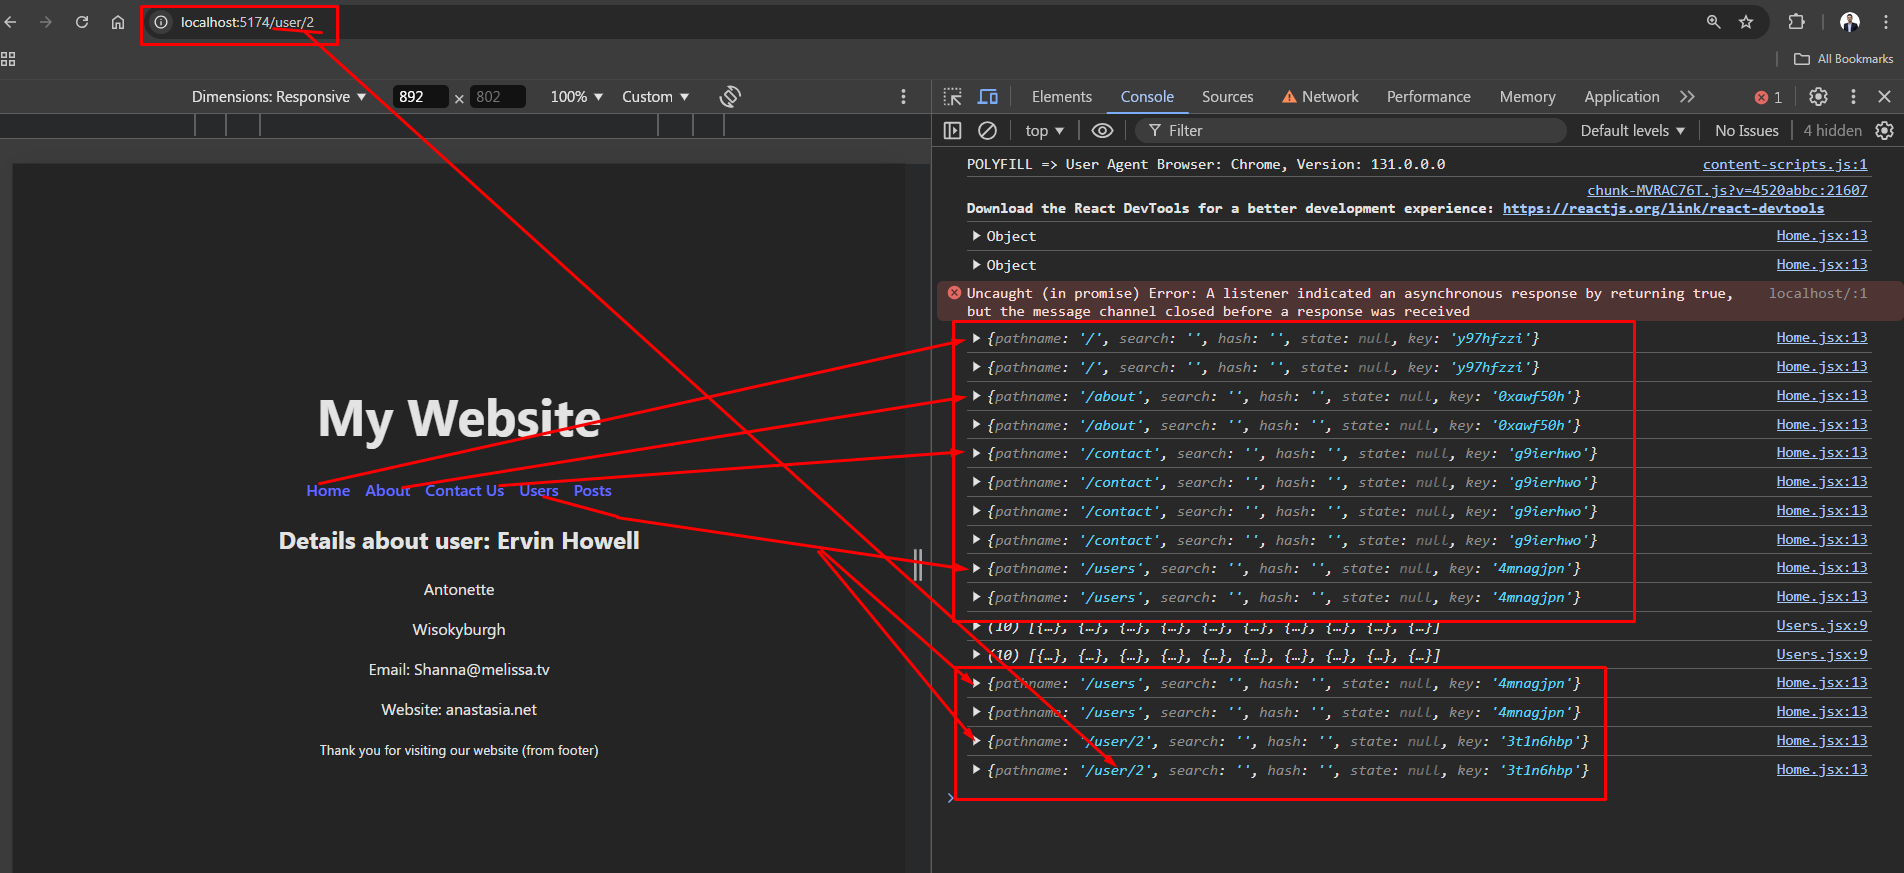 localhost:5174/user/2
All Bookmarks
Dimensions: Responsive 892 × 802 100% Custom
Elements Console Sources Network Performance Memory Application 1
top Filter Default levels No Issues 4 hidden
POLYFILL => User Agent Browser: Chrome, Version: 131.0.0.0 content-scripts.js:1
chunk-MVRAC76T.js?v=4520abbc:21607
Download the React DevTools for a better development experience: https://reactjs.org/link/react-devtools
Object Home.jsx:13
Object Home.jsx:13
Uncaught (in promise) Error: A listener indicated an asynchronous response by returning true, localhost/:1
but the message channel closed before a response was received
{pathname: '/', search: '', hash: '', state: null, key: 'y97hfzzi'} Home.jsx:13
{pathname: '/', search: '', hash: '', state: null, key: 'y97hfzzi'} Home.jsx:13
{pathname: '/about', search: '', hash: '', state: null, key: '0xawf50h'} Home.jsx:13
{pathname: '/about', search: '', hash: '', state: null, key: '0xawf50h'} Home.jsx:13
{pathname: '/contact', search: '', hash: '', state: null, key: 'g9ierhwo'} Home.jsx:13
{pathname: '/contact', search: '', hash: '', state: null, key: 'g9ierhwo'} Home.jsx:13
{pathname: '/contact', search: '', hash: '', state: null, key: 'g9ierhwo'} Home.jsx:13
{pathname: '/contact', search: '', hash: '', state: null, key: 'g9ierhwo'} Home.jsx:13
{pathname: '/users', search: '', hash: '', state: null, key: '4mnagjpn'} Home.jsx:13
{pathname: '/users', search: '', hash: '', state: null, key: '4mnagjpn'} Home.jsx:13
(10) [{…}, {…}, {…}, {…}, {…}, {…}, {…}, {…}, {…}, {…}] Users.jsx:9
(10) [{…}, {…}, {…}, {…}, {…}, {…}, {…}, {…}, {…}, {…}] Users.jsx:9
{pathname: '/users', search: '', hash: '', state: null, key: '4mnagjpn'} Home.jsx:13
{pathname: '/users', search: '', hash: '', state: null, key: '4mnagjpn'} Home.jsx:13
{pathname: '/user/2', search: '', hash: '', state: null, key: '3t1n6hbp'} Home.jsx:13
{pathname: '/user/2', search: '', hash: '', state: null, key: '3t1n6hbp'} Home.jsx:13
My Website
Home About Contact Us Users Posts
Details about user: Ervin Howell
Antonette
Wisokyburgh
Email: Shanna@melissa.tv
Website: anastasia.net
Thank you for visiting our website (from footer)